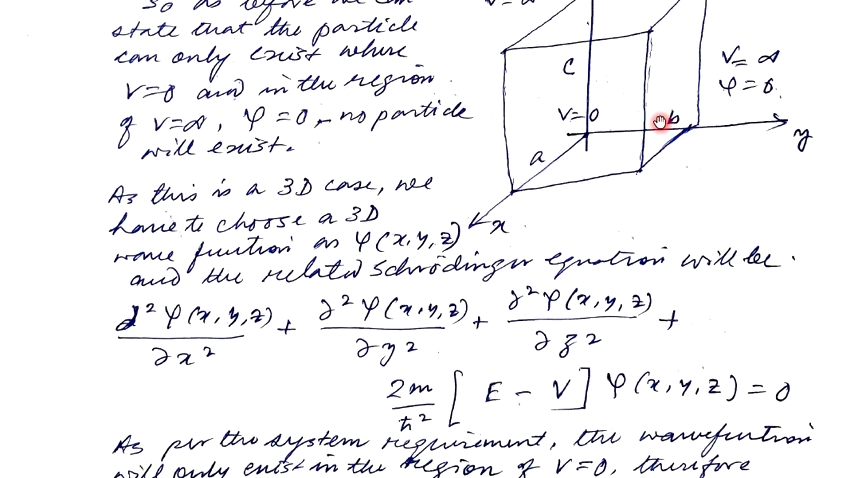 So as before we can
state that the particle
can only exist where
V=0 and in the region
of V=∞, Ψ=0, no particle
will exist.
V=∞
C
V=∞
Ψ=0.
V=0
b
y
a
x
As this is a 3D case, we
have to choose a 3D
wave function as Ψ(x,y,z)
and the related Schrödinger equation will be.
∂²Ψ(x,y,z)/∂x² + ∂²Ψ(x,y,z)/∂y² + ∂²Ψ(x,y,z)/∂z² +
2m/ħ² [E - V] Ψ(x,y,z) = 0
As per the system requirement, the wavefuntion
will only exist in the region of V=0, therefore